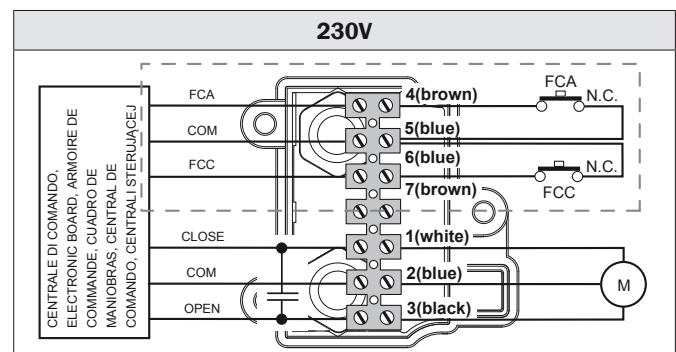 230V
CENTRALE DI COMANDO,
ELECTRONIC BOARD, ARMOIRE DE
COMMANDE, CUADRO DE
MANIOBRAS, CENTRAL DE
COMANDO, CENTRALI STERUJĄCEJ
FCA
COM
FCC
CLOSE
COM
OPEN
4(brown)
5(blue)
6(blue)
7(brown)
1(white)
2(blue)
3(black)
FCA
N.C.
N.C.
FCC
M